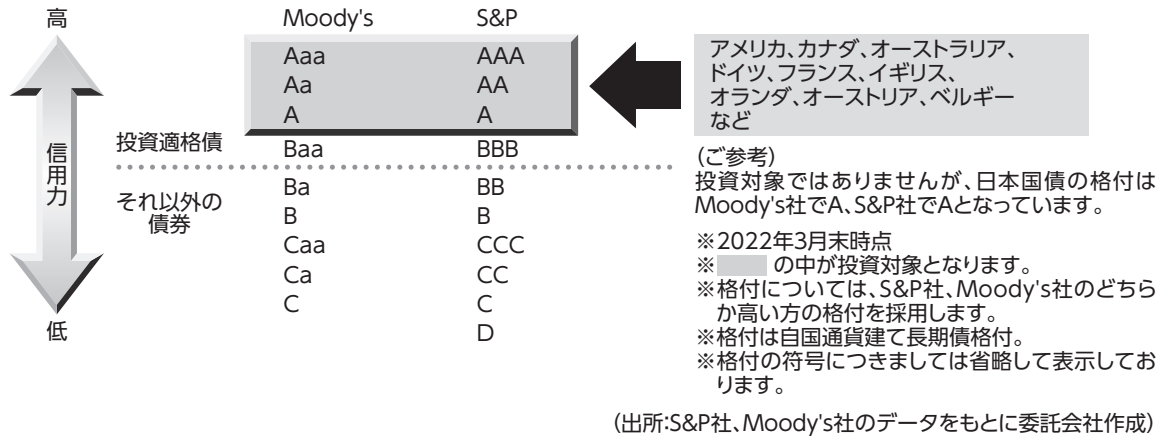 高
Moody's S&P
Aaa AAA
Aa AA
A A
投資適格債 Baa BBB
信用力
それ以外の
債券
Ba BB
B B
Caa CCC
Ca CC
C C
D
低
アメリカ、カナダ、オーストラリア、
ドイツ、フランス、イギリス、
オランダ、オーストリア、ベルギー
など
(ご参考)
投資対象ではありませんが、日本国債の格付は
Moody's社でA、S&P社でAとなっています。
※2022年3月末時点
※ の中が投資対象となります。
※格付については、S&P社、Moody's社のどちら
か高い方の格付を採用します。
※格付は自国通貨建て長期債格付。
※格付の符号につきましては省略して表示してお
ります。
(出所:S&P社、Moody's社のデータをもとに委託会社作成)